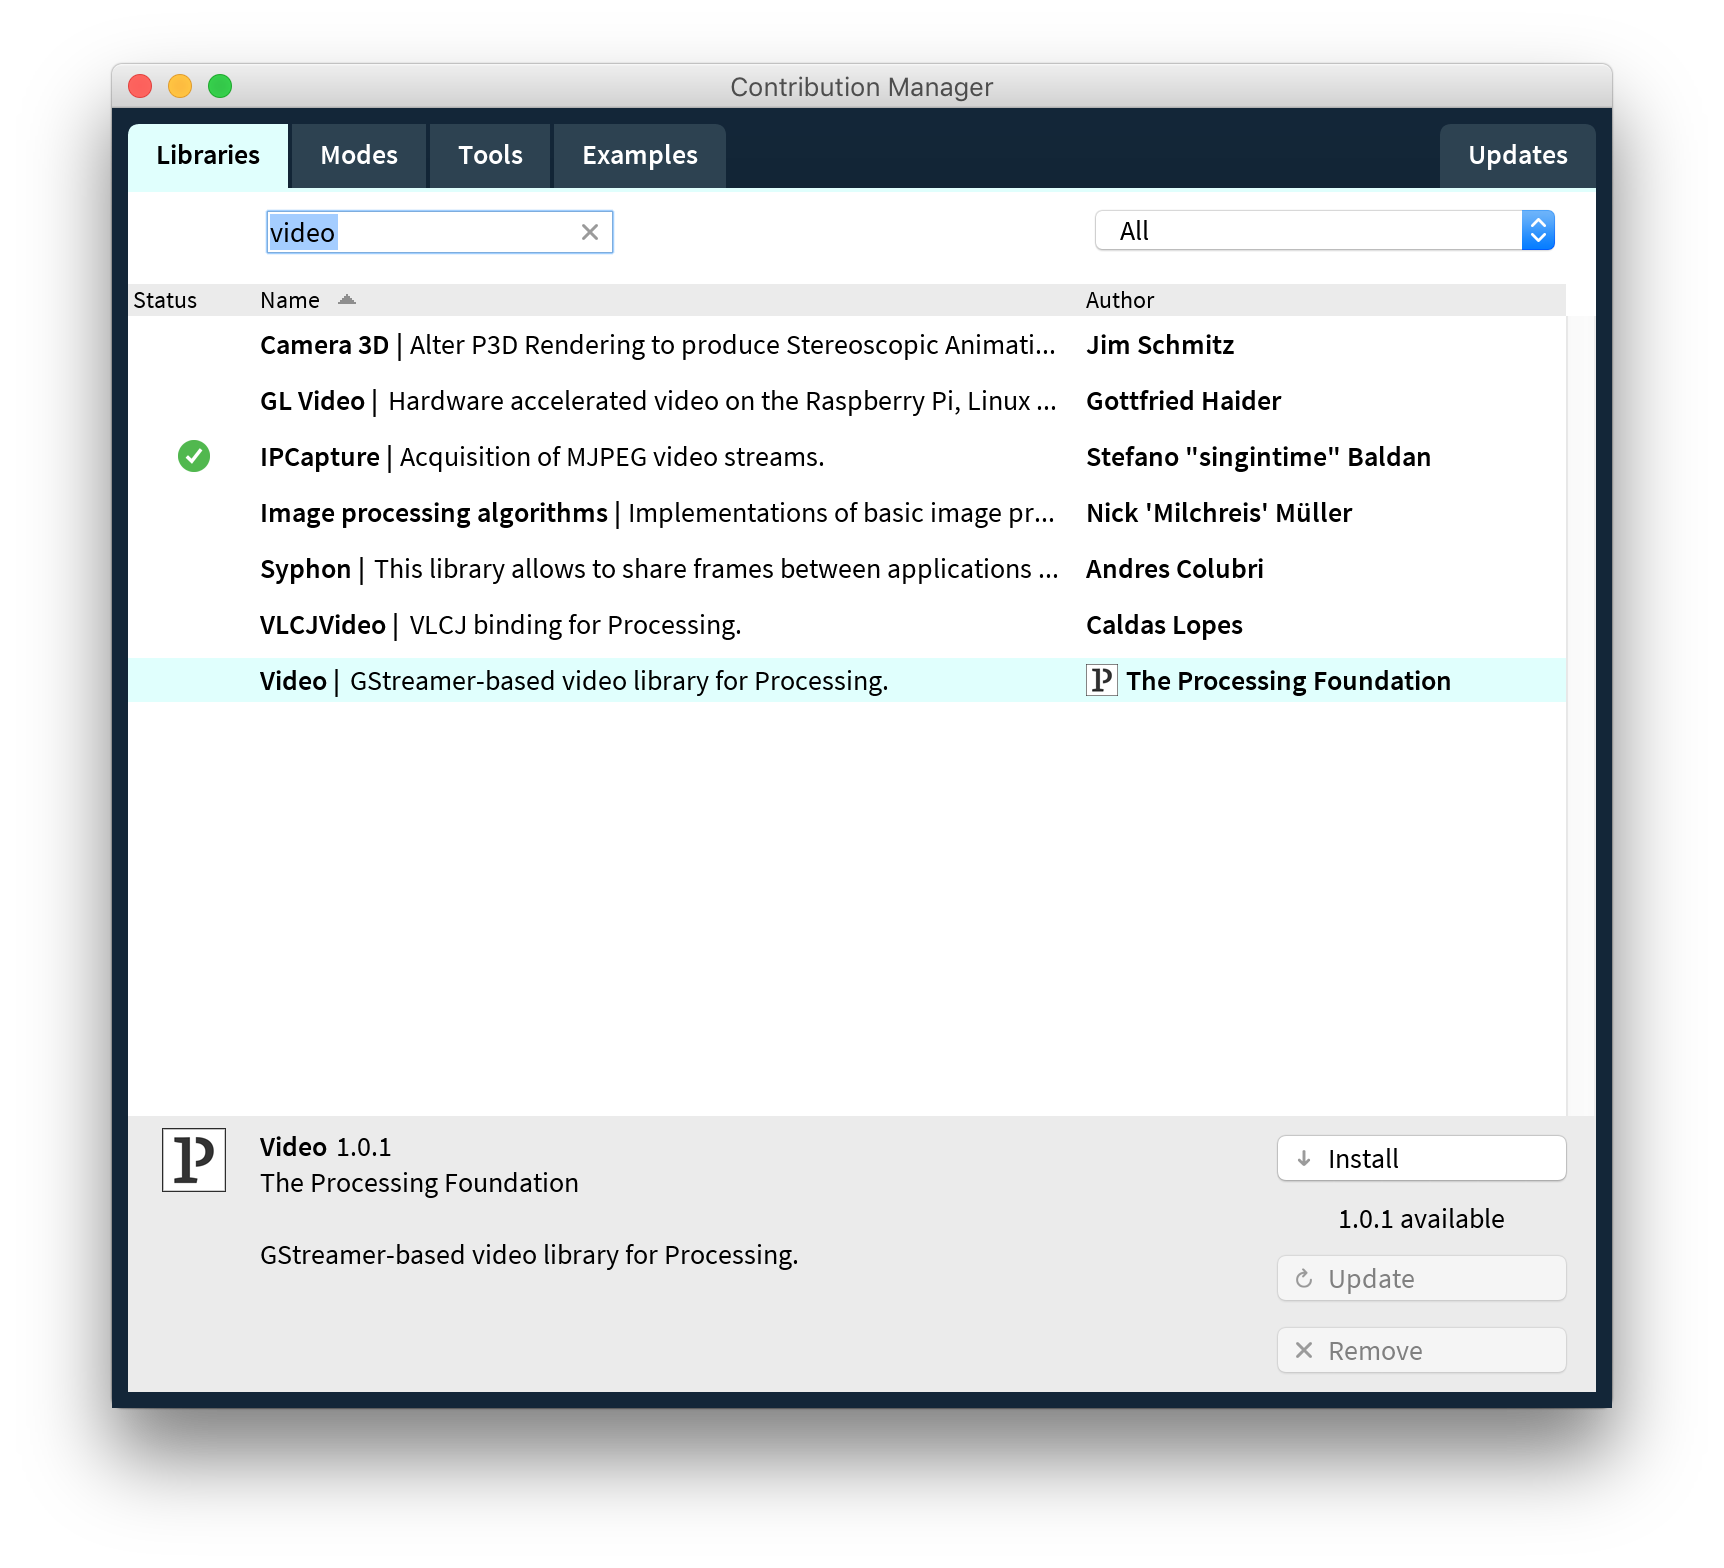 Contribution Manager
Libraries Modes Tools Examples Updates
video All
Status Name Author
Camera 3D | Alter P3D Rendering to produce Stereoscopic Animati... Jim Schmitz
GL Video | Hardware accelerated video on the Raspberry Pi, Linux ... Gottfried Haider
IPCapture | Acquisition of MJPEG video streams. Stefano "singintime" Baldan
Image processing algorithms | Implementations of basic image pr... Nick 'Milchreis' Müller
Syphon | This library allows to share frames between applications ... Andres Colubri
VLCJVideo | VLCJ binding for Processing. Caldas Lopes
Video | GStreamer-based video library for Processing. P The Processing Foundation
P Video 1.0.1
The Processing Foundation
GStreamer-based video library for Processing.
Install
1.0.1 available
Update
Remove